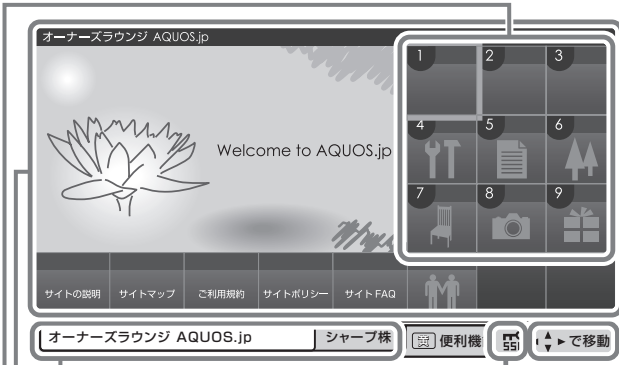 オーナーズラウンジ AQUOS.jp
1 2 3
Welcome to AQUOS.jp
4 5 6
7 8 9
サイトの説明 サイトマップ ご利用規約 サイトポリシー サイト FAQ
オーナーズラウンジ AQUOS.jp シャープ株 黄 便利機 で移動